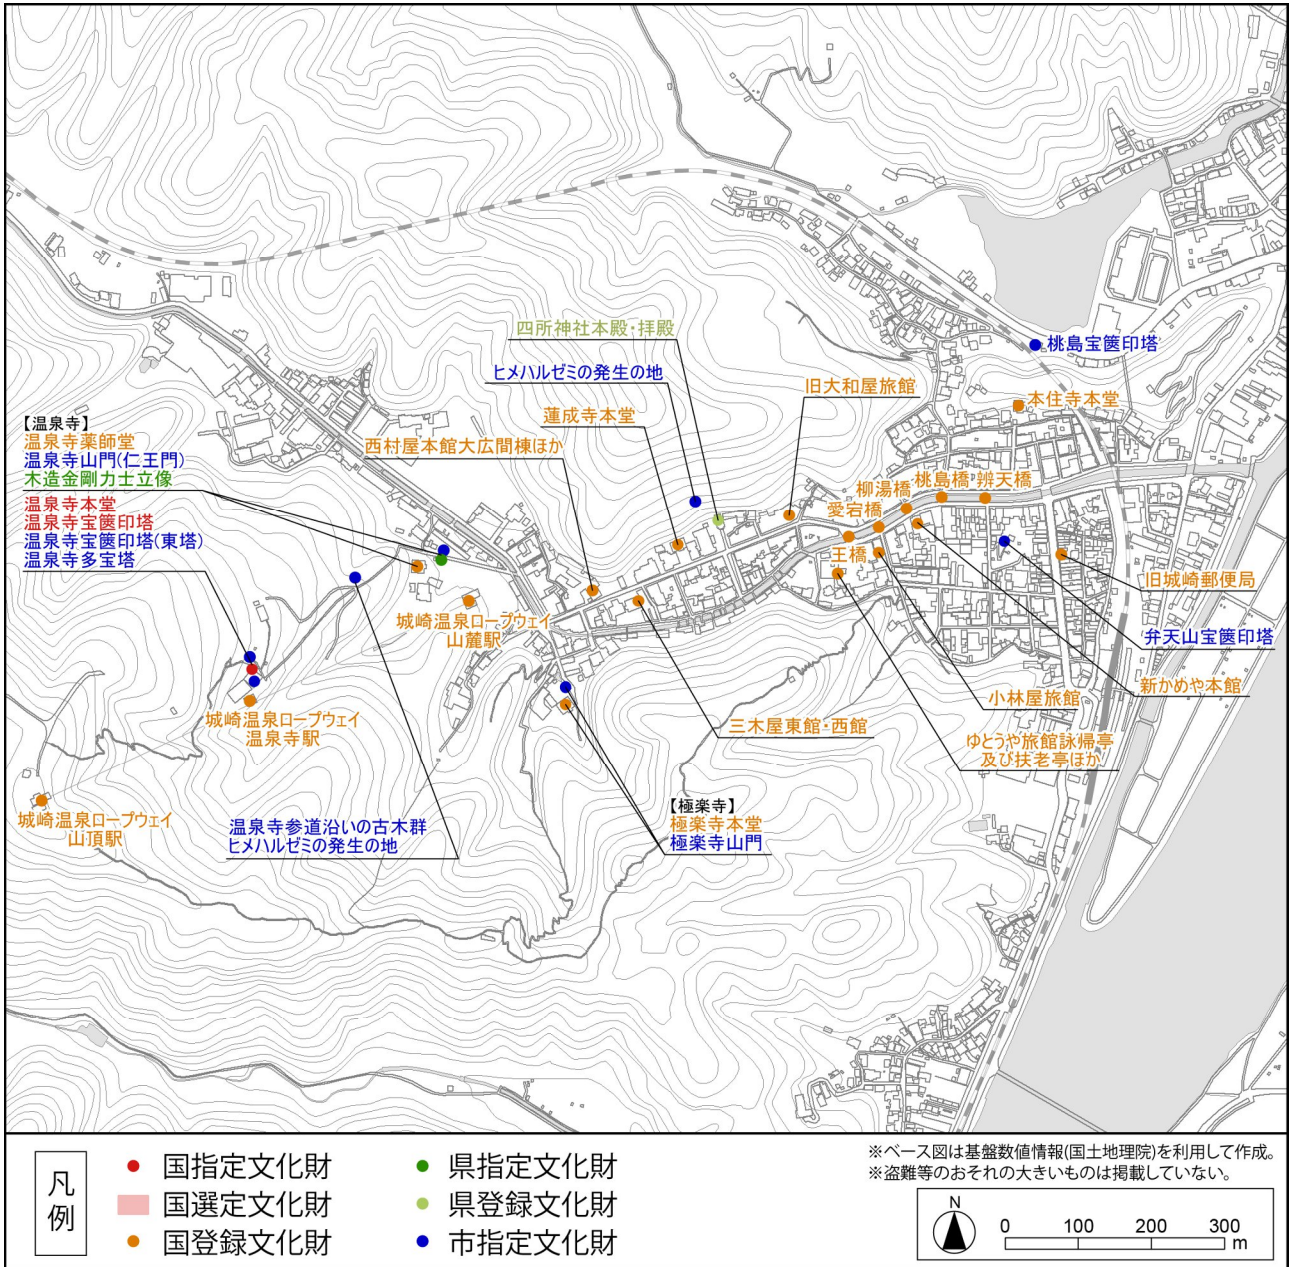 四所神社本殿・拝殿
ヒメハルゼミの発生の地
蓮成寺本堂
旧大和屋旅館
桃島宝篋印塔
本住寺本堂
西村屋本館大広間棟ほか
【温泉寺】
温泉寺薬師堂
温泉寺山門(仁王門)
木造金剛力士立像
温泉寺本堂
温泉寺宝篋印塔
温泉寺宝篋印塔(東塔)
温泉寺多宝塔
桃島橋
辨天橋
柳湯橋
愛宕橋
王橋
旧城崎郵便局
弁天山宝篋印塔
新かめや本館
小林屋旅館
ゆとうや旅館詠帰亭
及び扶老亭ほか
三木屋東館・西館
城崎温泉ロープウェイ
山麓駅
城崎温泉ロープウェイ
温泉寺駅
城崎温泉ロープウェイ
山頂駅
温泉寺参道沿いの古木群
ヒメハルゼミの発生の地
【極楽寺】
極楽寺本堂
極楽寺山門
凡例
国指定文化財
国選定文化財
国登録文化財
県指定文化財
県登録文化財
市指定文化財
※ベース図は基盤数値情報(国土地理院)を利用して作成。
※盗難等のおそれの大きいものは掲載していない。
N
0 100 200 300
m